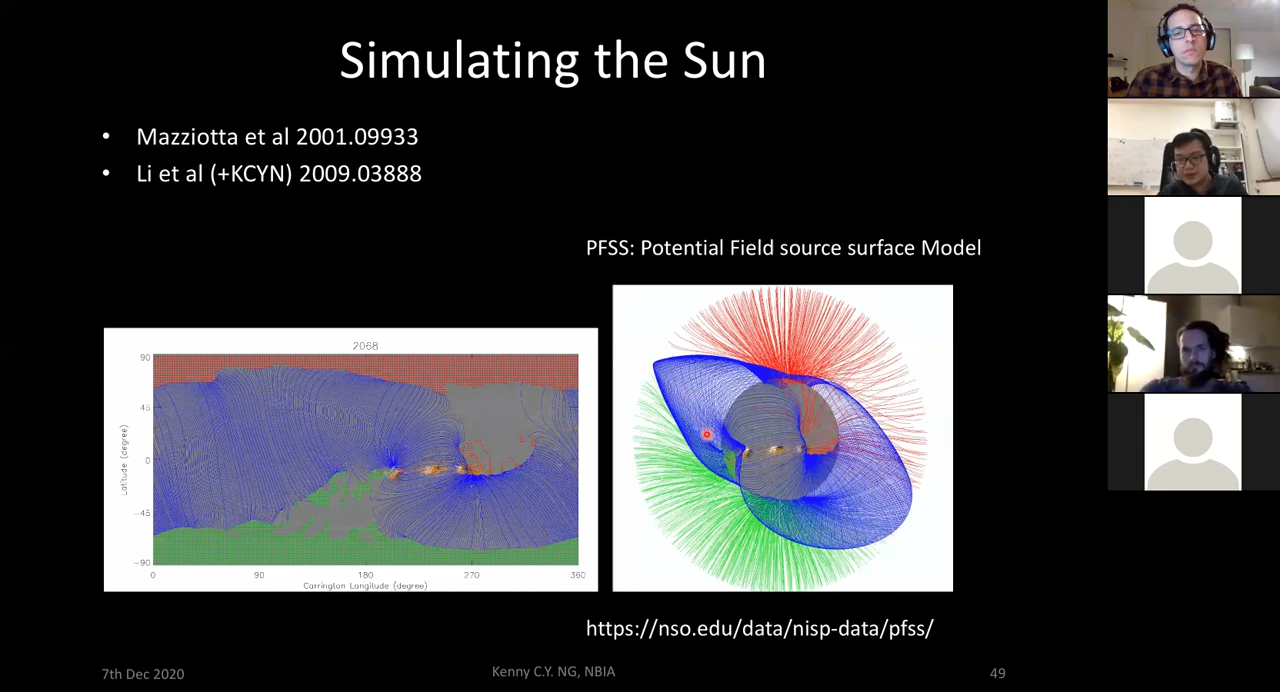 Simulating the Sun
• Mazziotta et al 2001.09933
• Li et al (+KCYN) 2009.03888
PFSS: Potential Field source surface Model
2068
90
45
0
−45
−90
Latitude (degree)
0 90 180 270 360
Carrington Longitude (degree)
https://nso.edu/data/nisp-data/pfss/
7th Dec 2020
Kenny C.Y. NG, NBIA
49